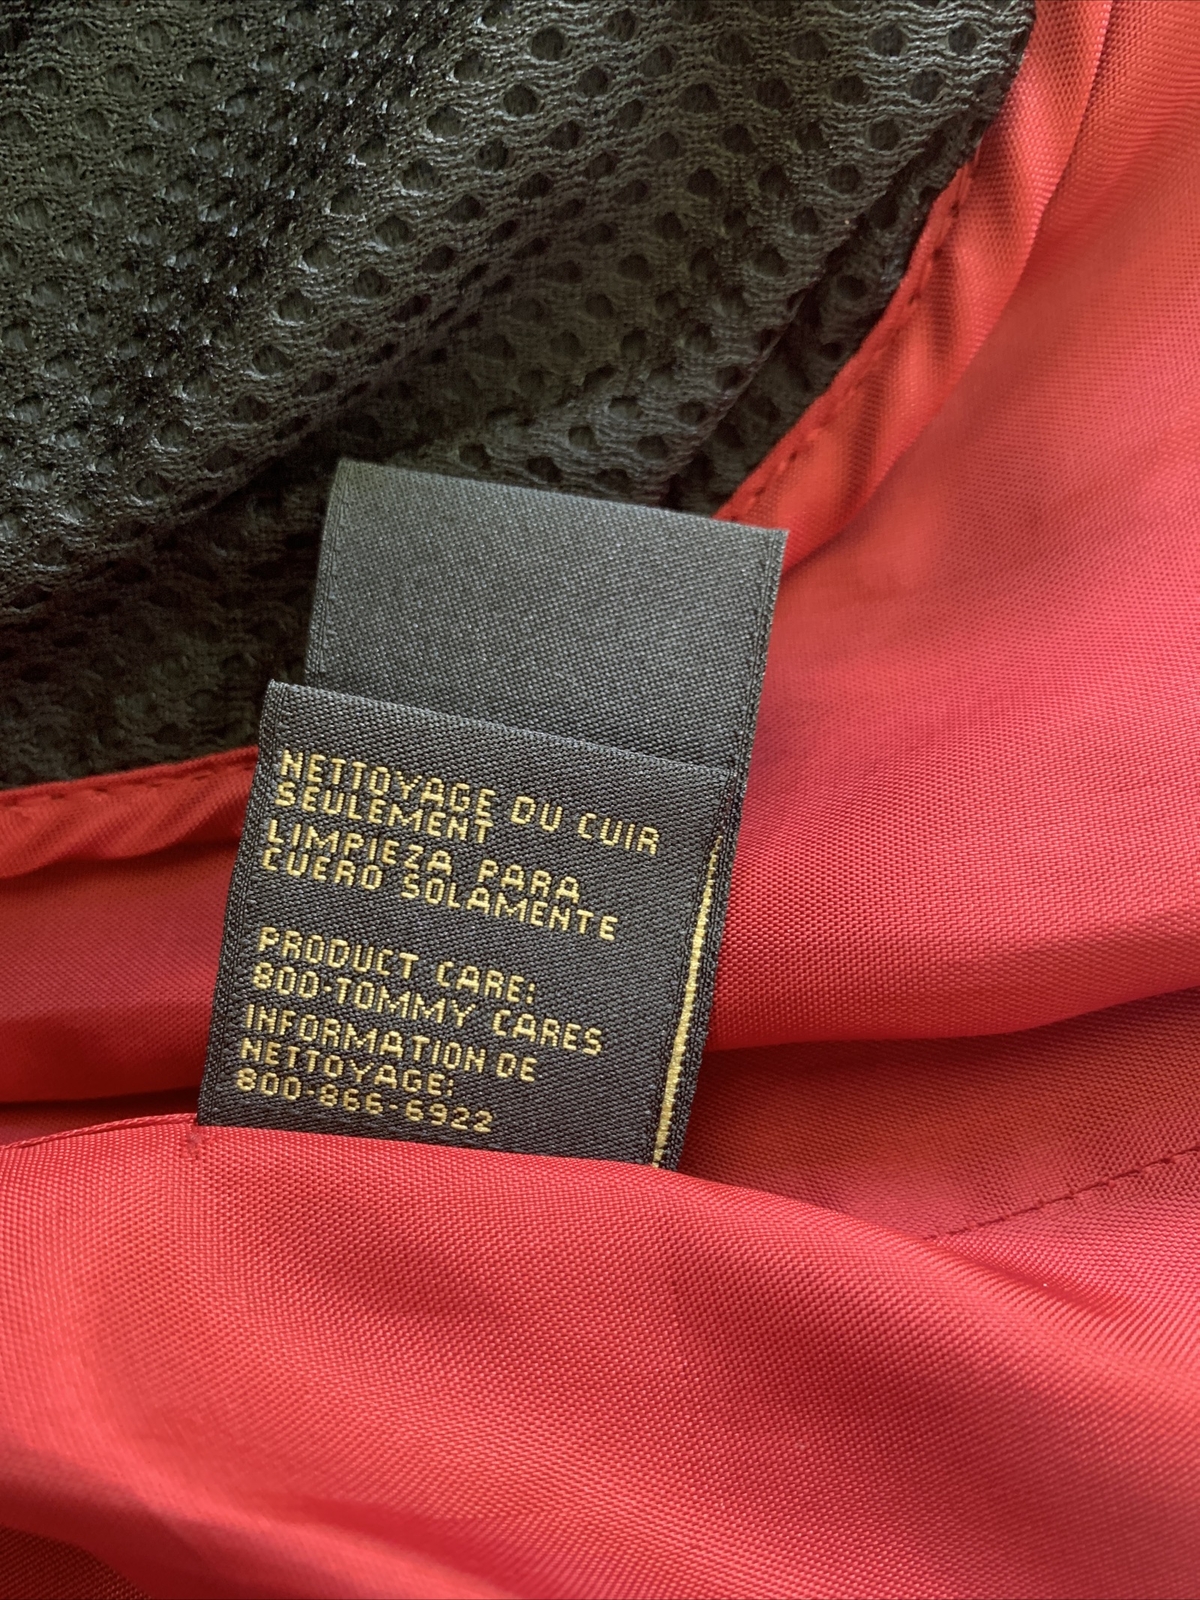 NETTOYAGE DU CUIR
SEULEMENT
LIMPIEZA PARA
CUERO SOLAMENTE
PRODUCT CARE:
800-TOMMY CARES
INFORMATION DE
NETTOYAGE:
800-866-6922